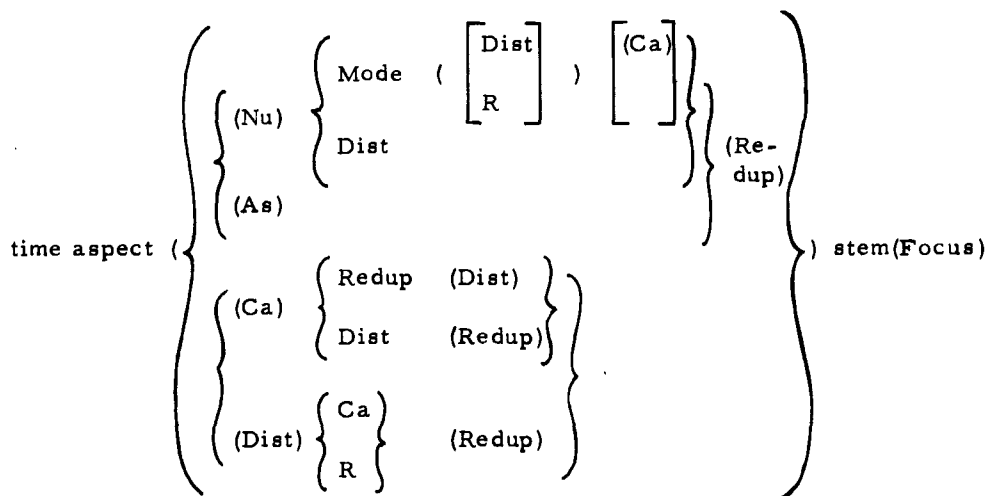 Dist (Ca)
Mode ( )
R
(Nu)
Dist
(Re-
dup)
(As)
time aspect ( ) stem(Focus)
Redup (Dist)
(Ca)
Dist (Redup)
Ca
(Dist) (Redup)
R